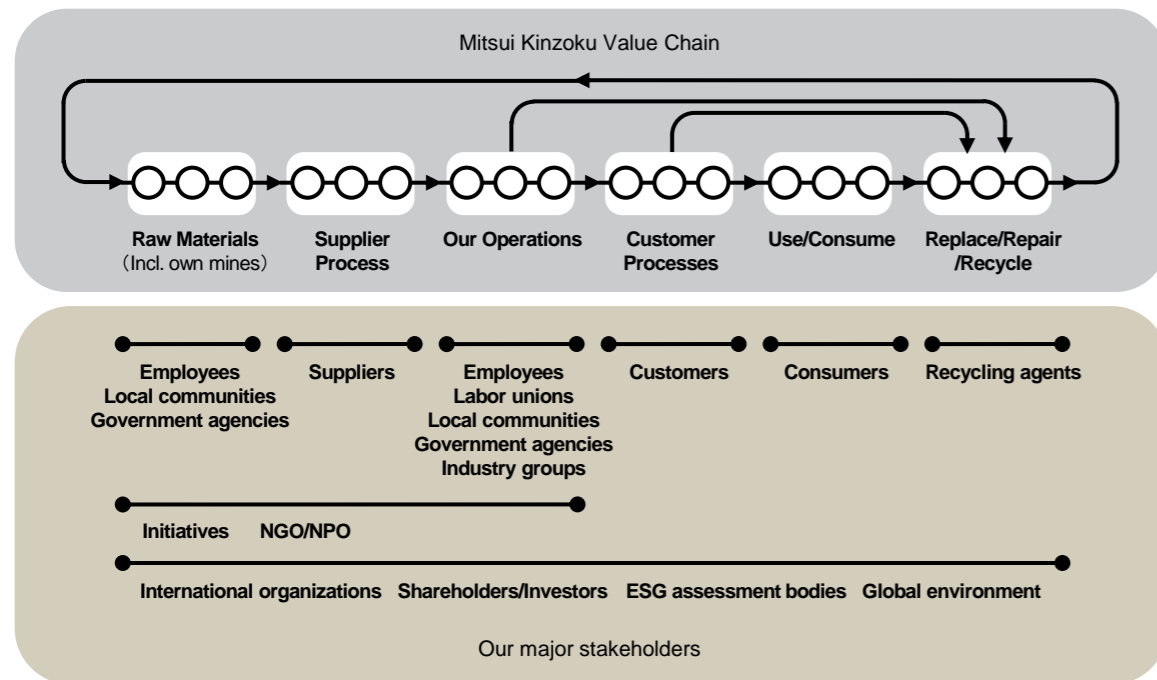 Mitsui Kinzoku Value Chain
Raw Materials
（Incl. own mines）
Supplier
Process
Our Operations
Customer
Processes
Use/Consume
Replace/Repair
/Recycle
Employees
Local communities
Government agencies
Suppliers
Employees
Labor unions
Local communities
Government agencies
Industry groups
Customers
Consumers
Recycling agents
Initiatives NGO/NPO
International organizations Shareholders/Investors ESG assessment bodies Global environment
Our major stakeholders